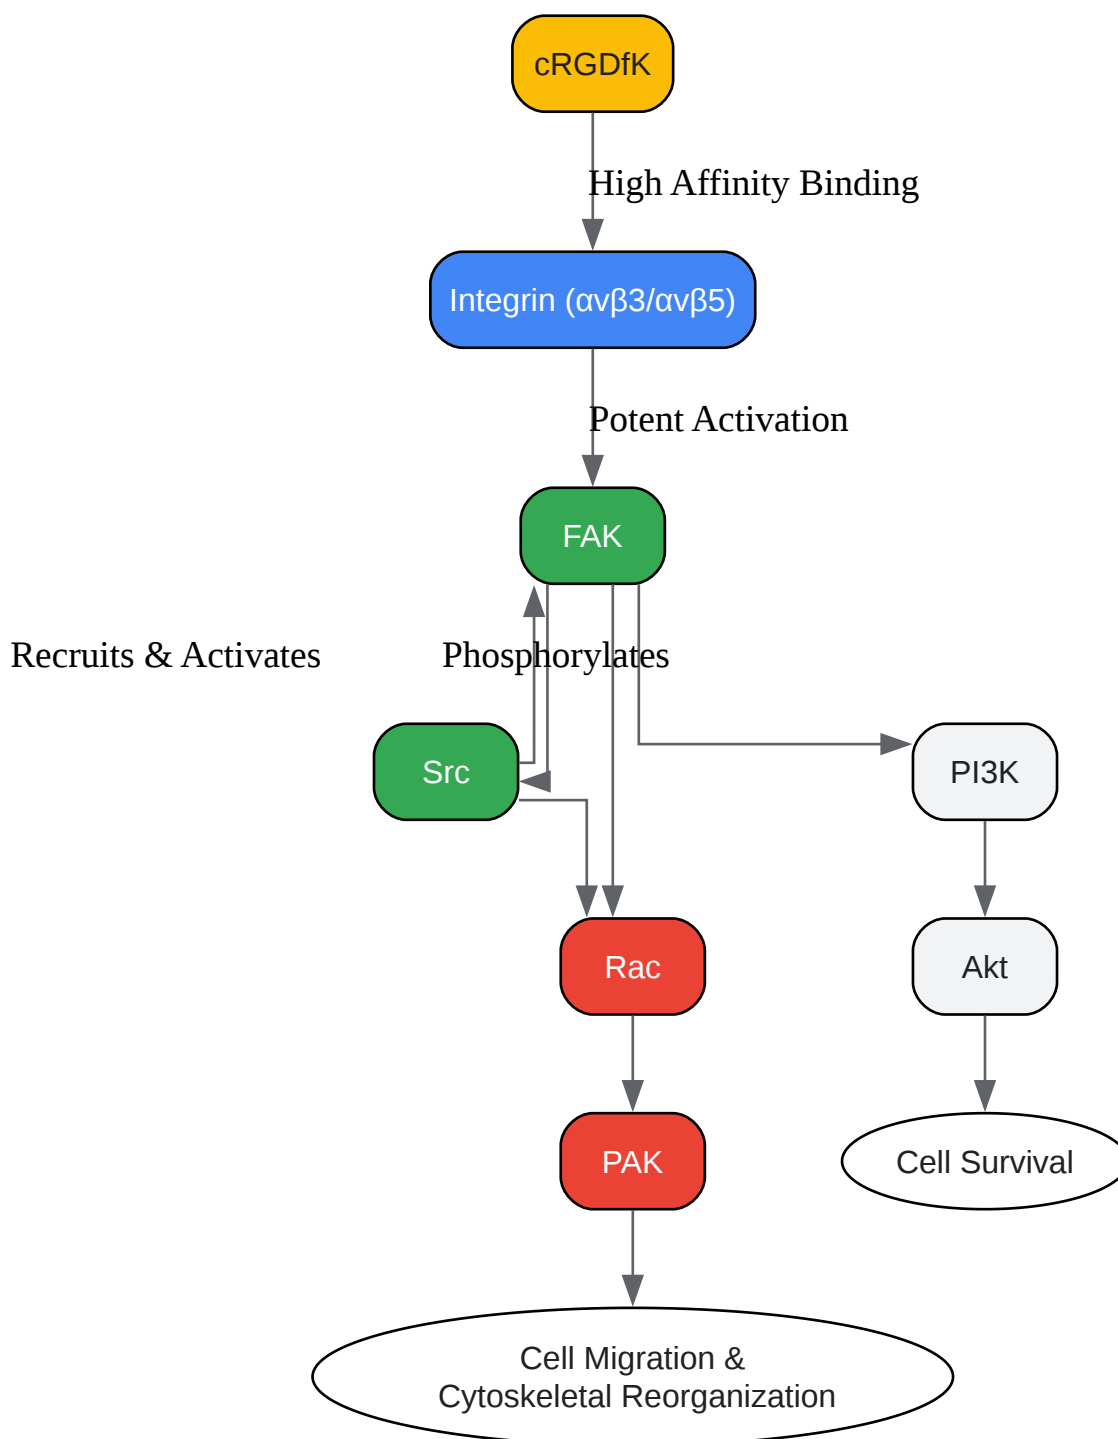 cRGDfK
High Affinity Binding
Integrin (αvβ3/αvβ5)
Potent Activation
FAK
Recruits & Activates
Phosphorylates
Src
PI3K
Rac
Akt
PAK
Cell Survival
Cell Migration &
Cytoskeletal Reorganization